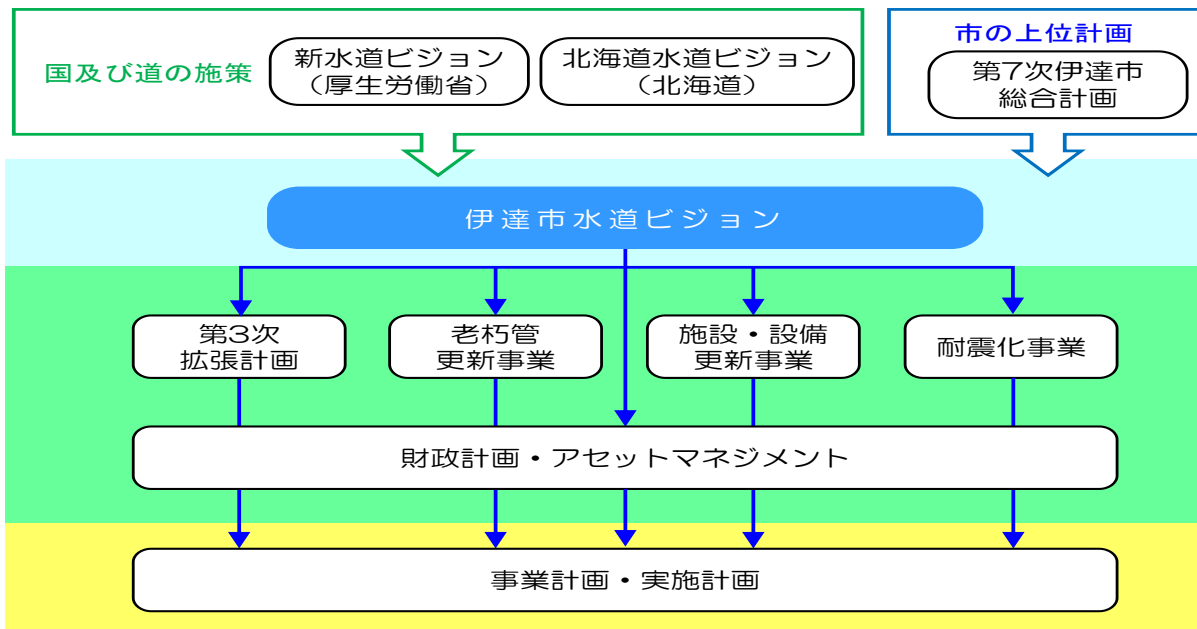 国及び道の施策
新水道ビジョン
（厚生労働省）
北海道水道ビジョン
（北海道）
市の上位計画
第7次伊達市
総合計画
伊達市水道ビジョン
第3次
拡張計画
老朽管
更新事業
施設・設備
更新事業
耐震化事業
財政計画・アセットマネジメント
事業計画・実施計画